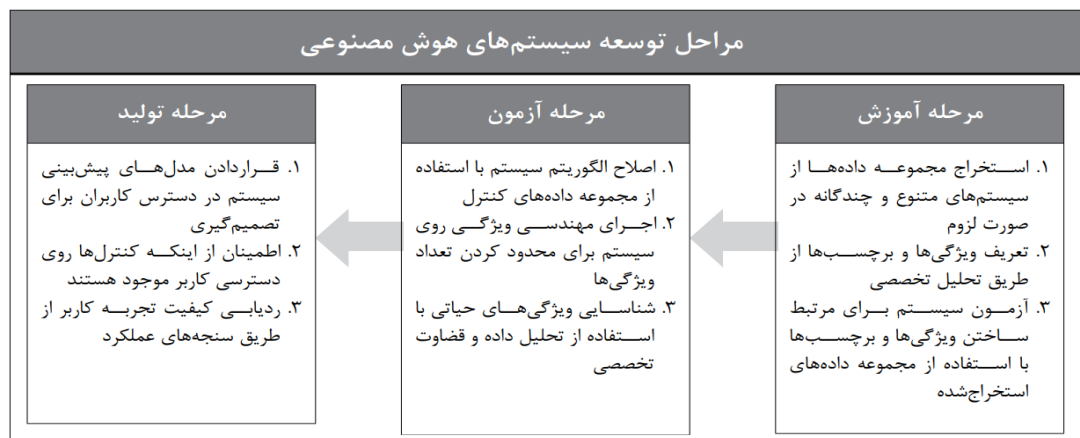 مراحل توسعه سیستم‌های هوش مصنوعی
مرحله آموزش
۱. استخراج مجموعه داده‌ها از
سیستم‌های متنوع و چندگانه در
صورت لزوم
۲. تعریف ویژگی‌ها و برچسب‌ها از
طریق تحلیل تخصصی
۳. آزمون سیستم برای مرتبط
ساختن ویژگی‌ها و برچسب‌ها
با استفاده از مجموعه داده‌های
استخراج‌شده
مرحله آزمون
۱. اصلاح الگوریتم سیستم با استفاده
از مجموعه داده‌های کنترل
۲. اجرای مهندسی ویژگی روی
سیستم برای محدود کردن تعداد
ویژگی‌ها
۳. شناسایی ویژگی‌های حیاتی با
استفاده از تحلیل داده و قضاوت
تخصصی
مرحله تولید
۱. قراردادن مدل‌های پیش‌بینی
سیستم در دسترس کاربران برای
تصمیم‌گیری
۲. اطمینان از اینکه کنترل‌ها روی
دسترسی کاربر موجود هستند
۳. ردیابی کیفیت تجربه کاربر از
طریق سنجه‌های عملکرد